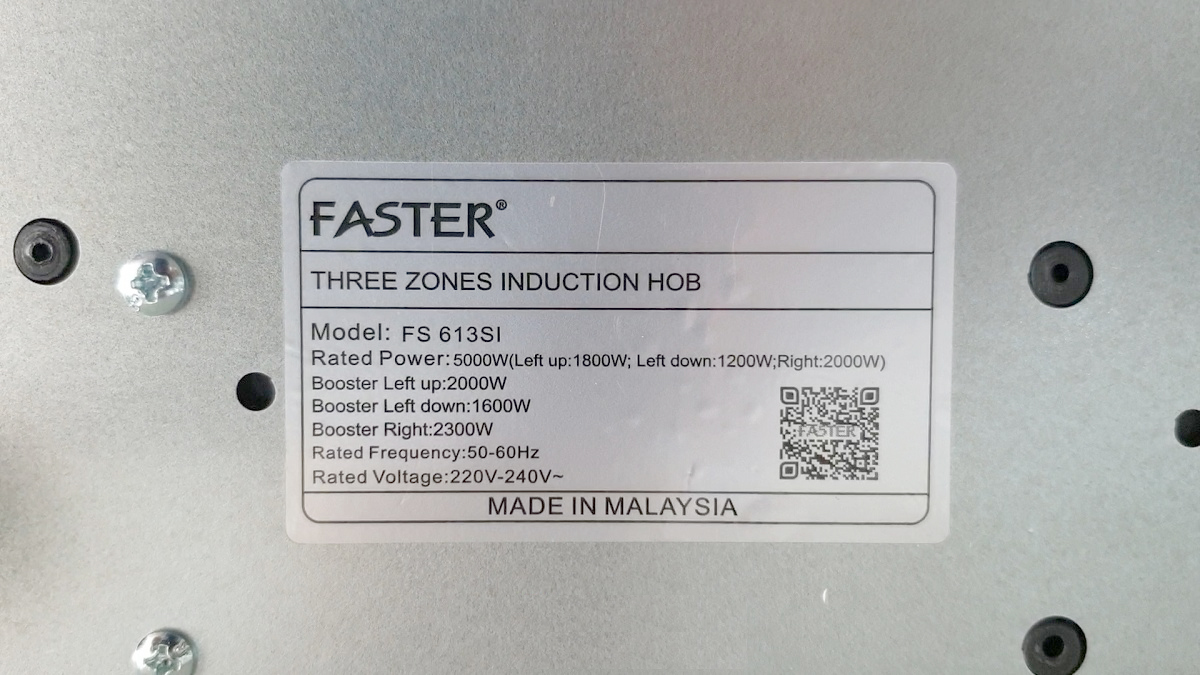 FASTER®
THREE ZONES INDUCTION HOB
Model: FS 613SI
Rated Power:5000W(Left up:1800W; Left down:1200W;Right:2000W)
Booster Left up:2000W
Booster Left down:1600W
Booster Right:2300W
FASTER
Rated Frequency:50-60Hz
Rated Voltage:220V-240V~
MADE IN MALAYSIA